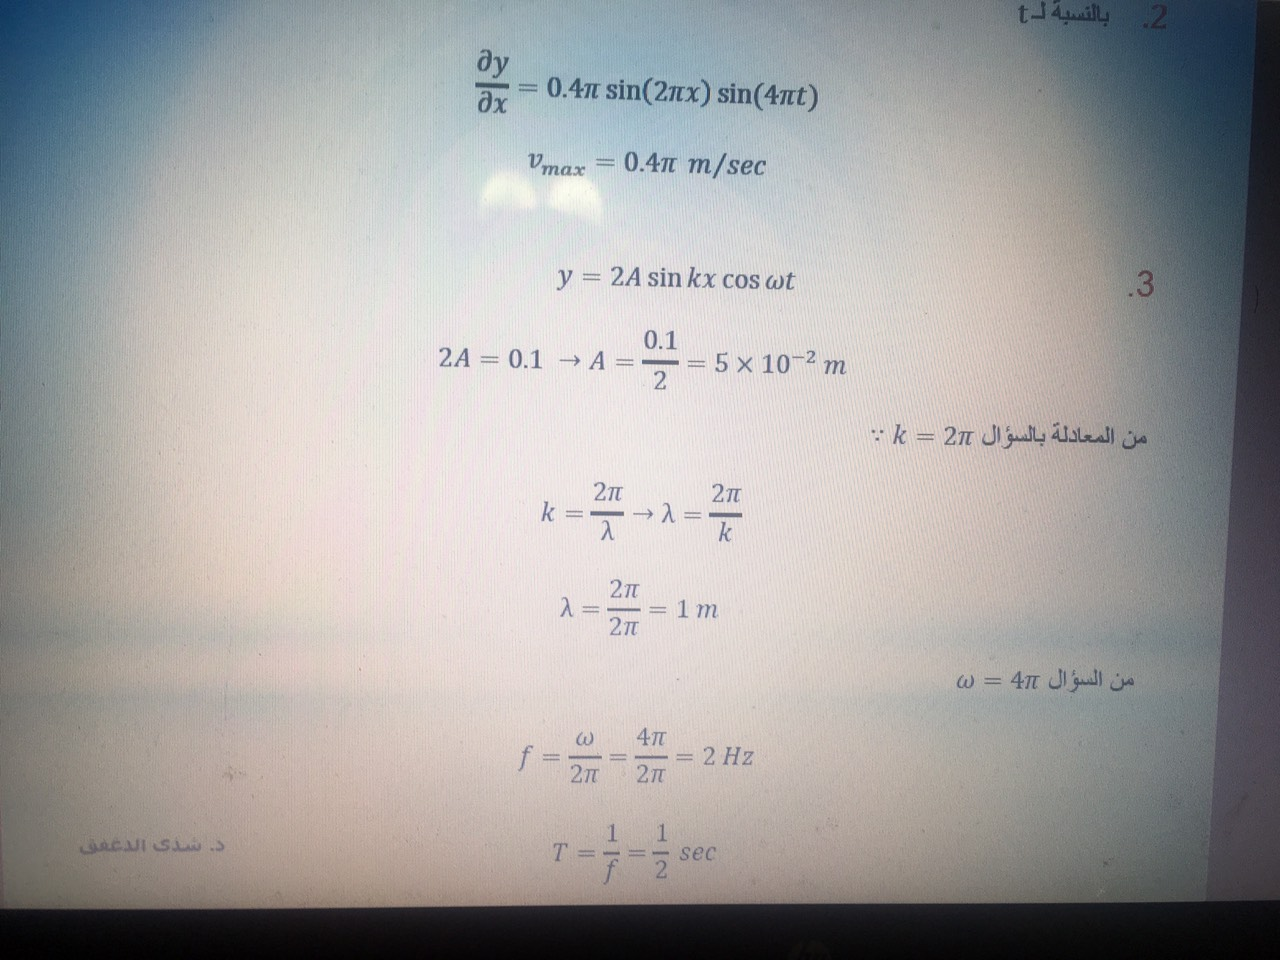 2. بالنسبة لـ t
∂y/∂x = 0.4π sin(2πx) sin(4πt)
v_max = 0.4π m/sec
3. y = 2A sin kx cos ωt
2A = 0.1 → A = 0.1/2 = 5 × 10⁻² m
∵ k = 2π من المعادلة بالسؤال
k = 2π/λ → λ = 2π/k
λ = 2π/2π = 1 m
من السؤال ω = 4π
f = ω/2π = 4π/2π = 2 Hz
T = 1/f = 1/2 sec
د. شذى الدغفق